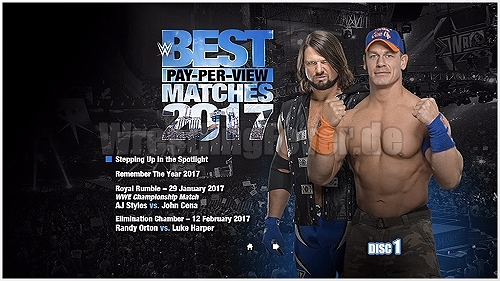 W BEST
PAY-PER-VIEW
MATCHES
2017
Stepping Up in the Spotlight
Remember The Year 2017
Royal Rumble – 29 January 2017
WWE Championship Match
AJ Styles vs. John Cena
Elimination Chamber – 12 February 2017
Randy Orton vs. Luke Harper
DISC 1